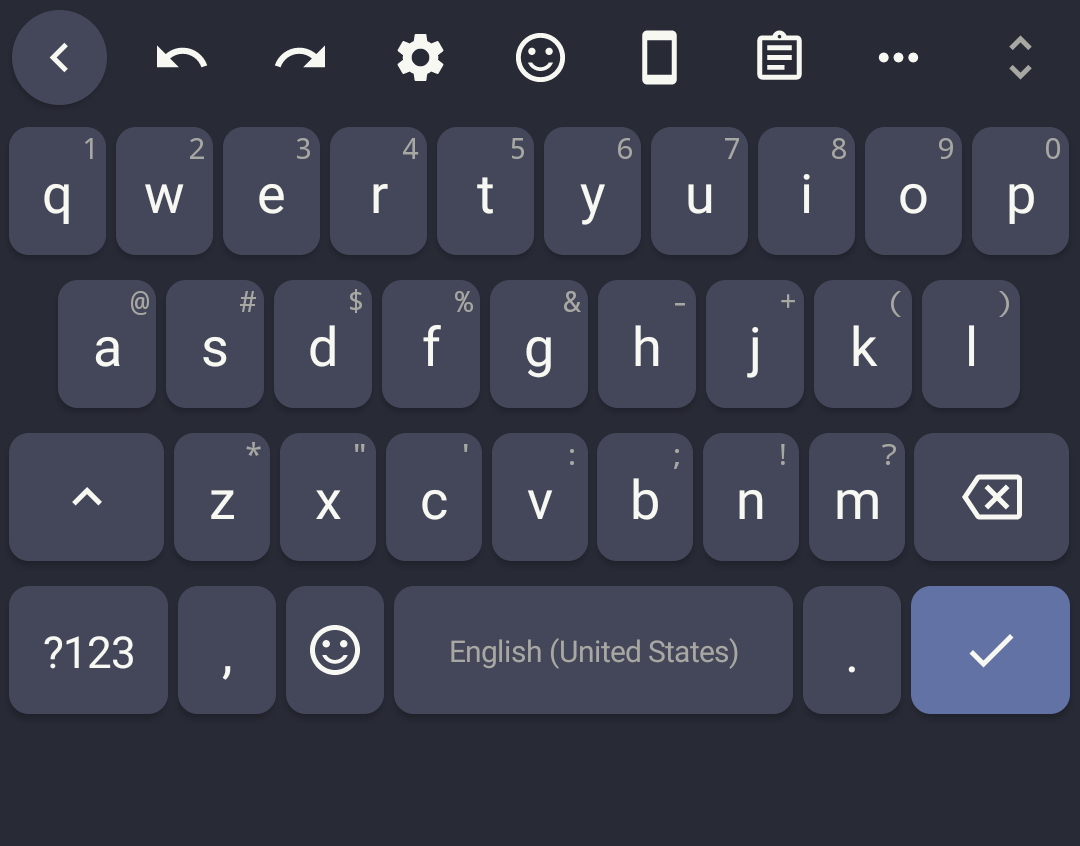 1 2 3 4 5 6 7 8 9 0
q w e r t y u i o p
@ # $ % & - + ( )
a s d f g h j k l
* " ' : ; ! ?
z x c v b n m
?123 , English (United States) .